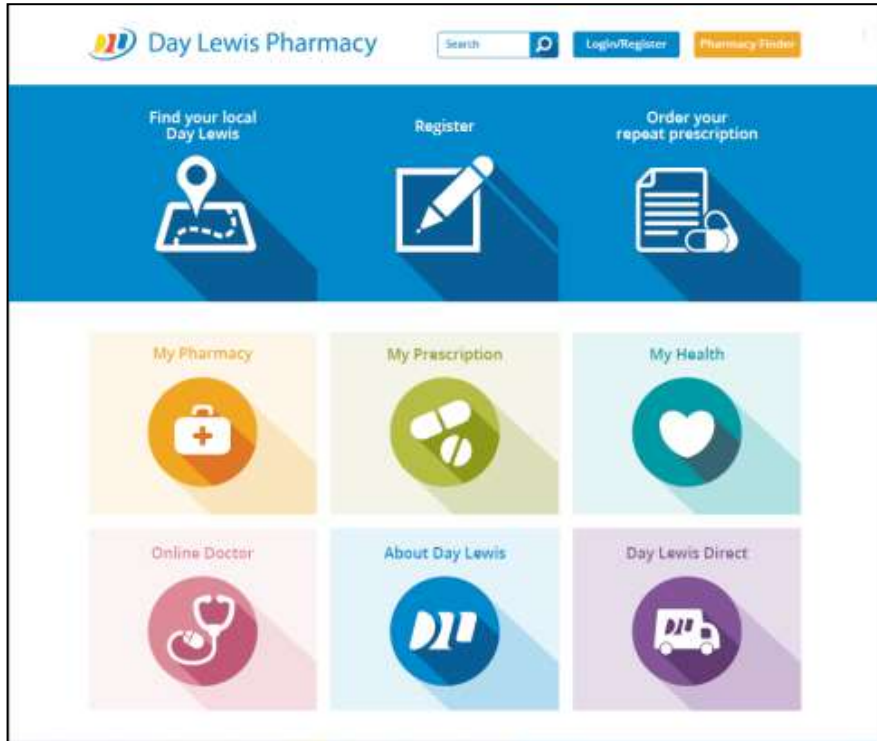 Day Lewis Pharmacy
Search
Login/Register
Pharmacy Finder
Find your local
Day Lewis
Register
Order your
repeat prescription
My Pharmacy
My Prescription
My Health
Online Doctor
About Day Lewis
Day Lewis Direct